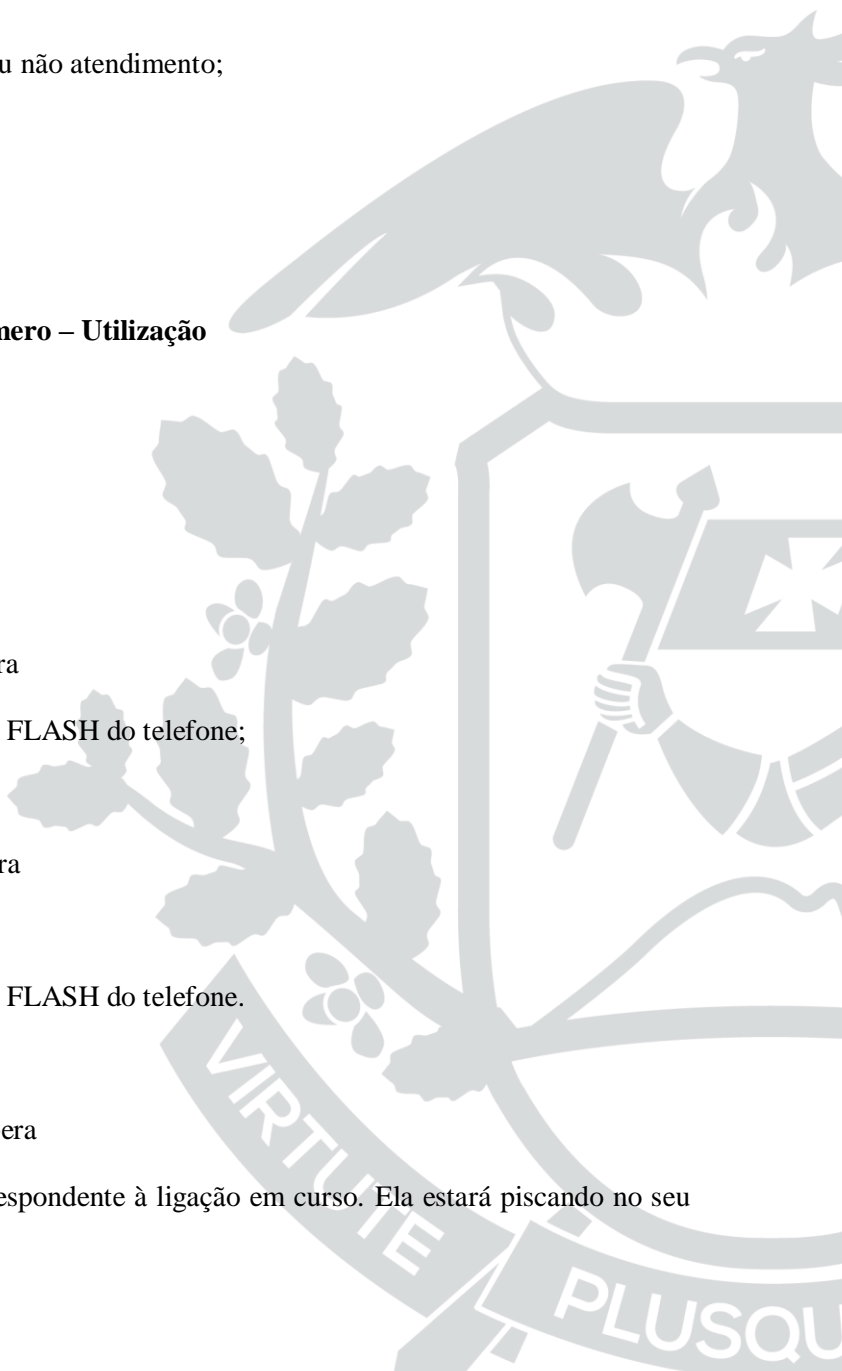 u não atendimento;
nero – Utilização
ra
FLASH do telefone;
ra
FLASH do telefone.
era
espondente à ligação em curso. Ela estará piscando no seu
VIRTUTE
PLUSQU